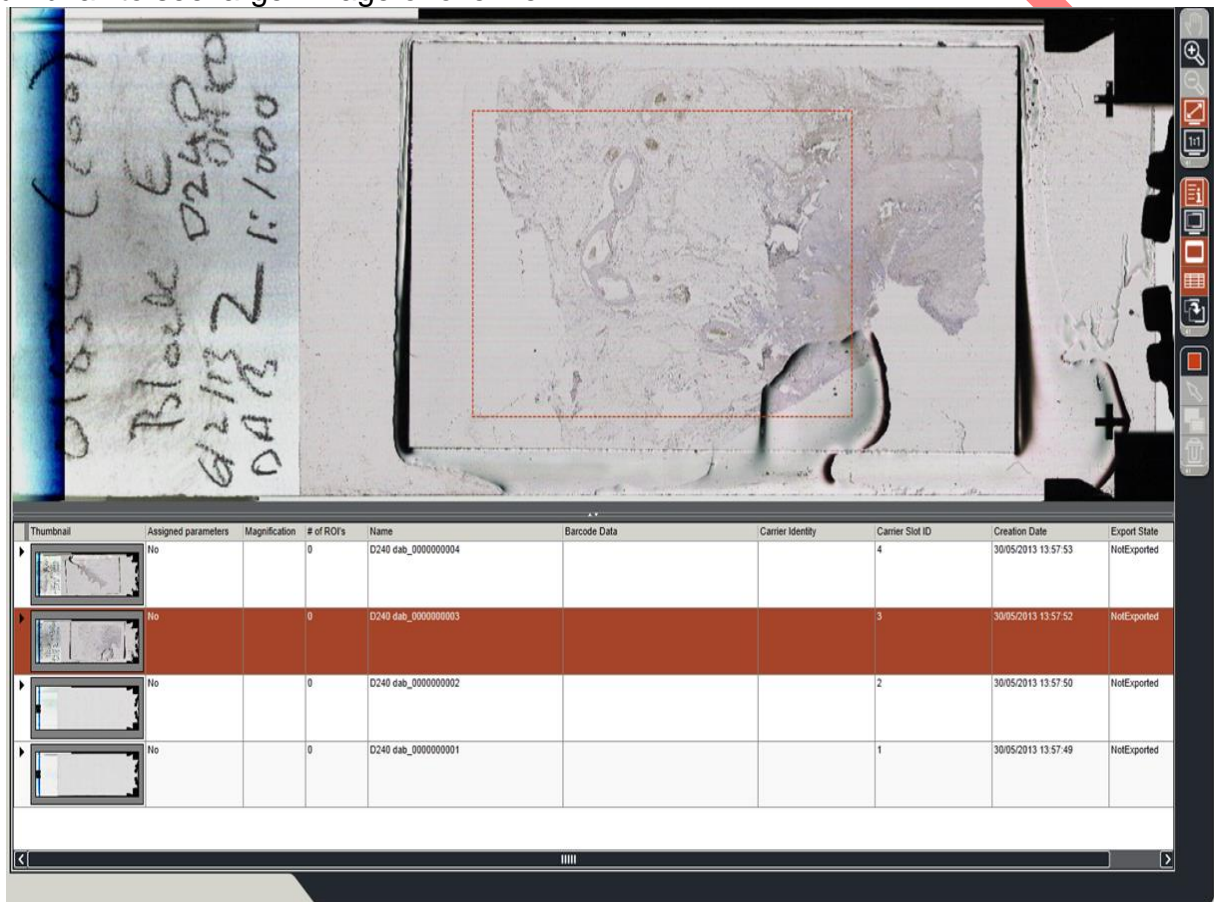 1:1
Block E
D240
DAKO
1:1000
DAB
Thumbnail Assigned parameters Magnification # of ROI's Name Barcode Data Carrier Identity Carrier Slot ID Creation Date Export State
No 0 D240 dab_0000000004 4 30/05/2013 13:57:53 NotExported
No 0 D240 dab_0000000003 3 30/05/2013 13:57:52 NotExported
No 0 D240 dab_0000000002 2 30/05/2013 13:57:50 NotExported
No 0 D240 dab_0000000001 1 30/05/2013 13:57:49 NotExported